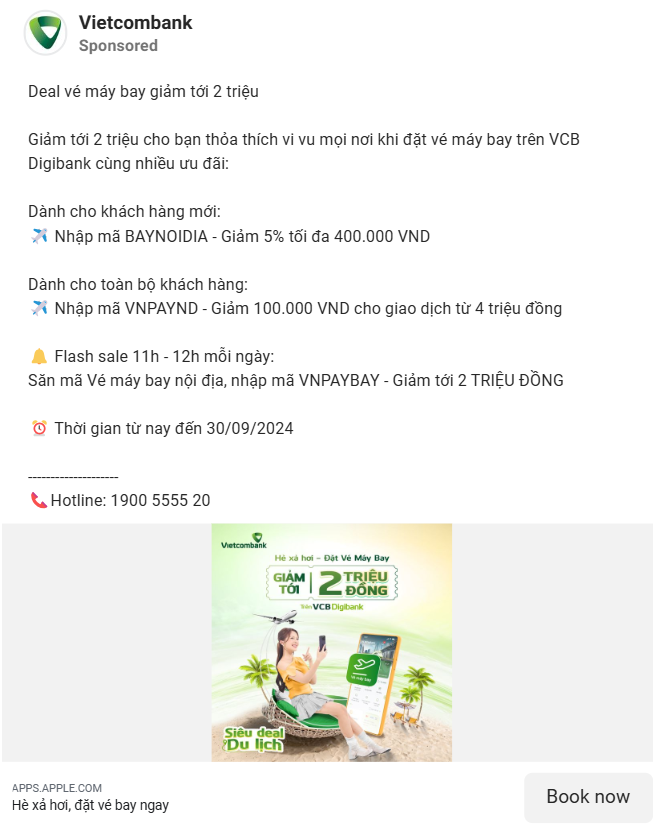 Vietcombank
Sponsored
Deal vé máy bay giảm tới 2 triệu
Giảm tới 2 triệu cho bạn thỏa thích vi vu mọi nơi khi đặt vé máy bay trên VCB
Digibank cùng nhiều ưu đãi:
Dành cho khách hàng mới:
✈️ Nhập mã BAYNOIDIA - Giảm 5% tối đa 400.000 VND
Dành cho toàn bộ khách hàng:
✈️ Nhập mã VNPAYND - Giảm 100.000 VND cho giao dịch từ 4 triệu đồng
🔔 Flash sale 11h - 12h mỗi ngày:
Săn mã Vé máy bay nội địa, nhập mã VNPAYBAY - Giảm tới 2 TRIỆU ĐỒNG
⏰ Thời gian từ nay đến 30/09/2024
--------------------
📞Hotline: 1900 5555 20
Vietcombank
Hè xả hơi – Đặt Vé Máy Bay
GIẢM TỚI
2 TRIỆU ĐỒNG
Trên VCB Digibank
Vé máy bay
Siêu deal
Du lịch
APPS.APPLE.COM
Hè xả hơi, đặt vé bay ngay
Book now